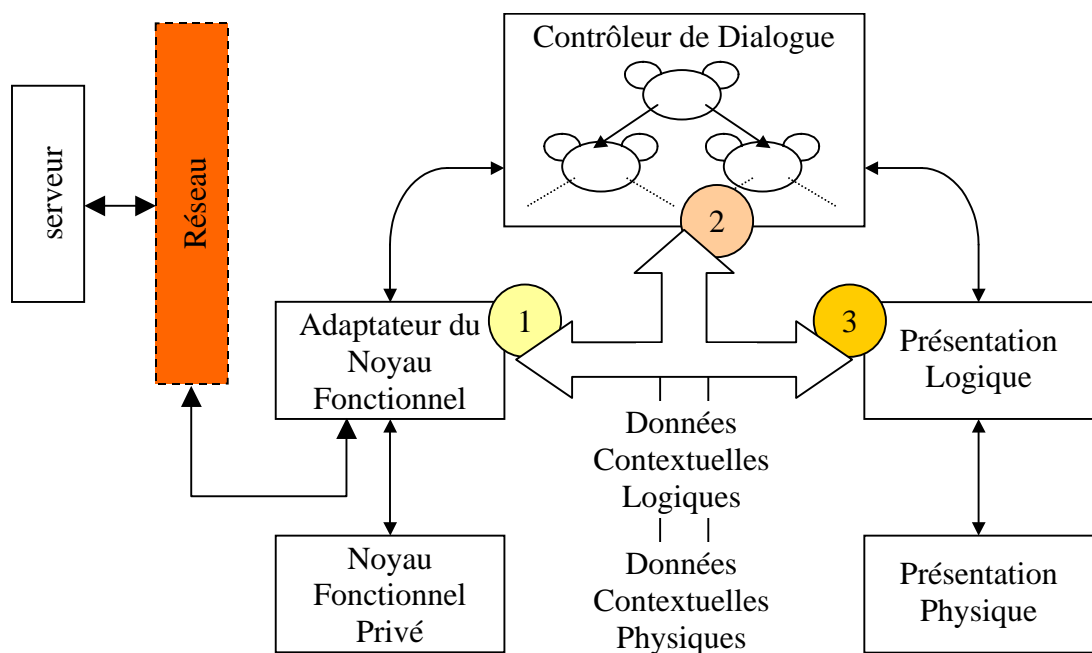 Contrôleur de Dialogue
serveur
Réseau
2
1
3
Adaptateur du
Noyau
Fonctionnel
Présentation
Logique
Données
Contextuelles
Logiques
Noyau
Fonctionnel
Privé
Données
Contextuelles
Physiques
Présentation
Physique